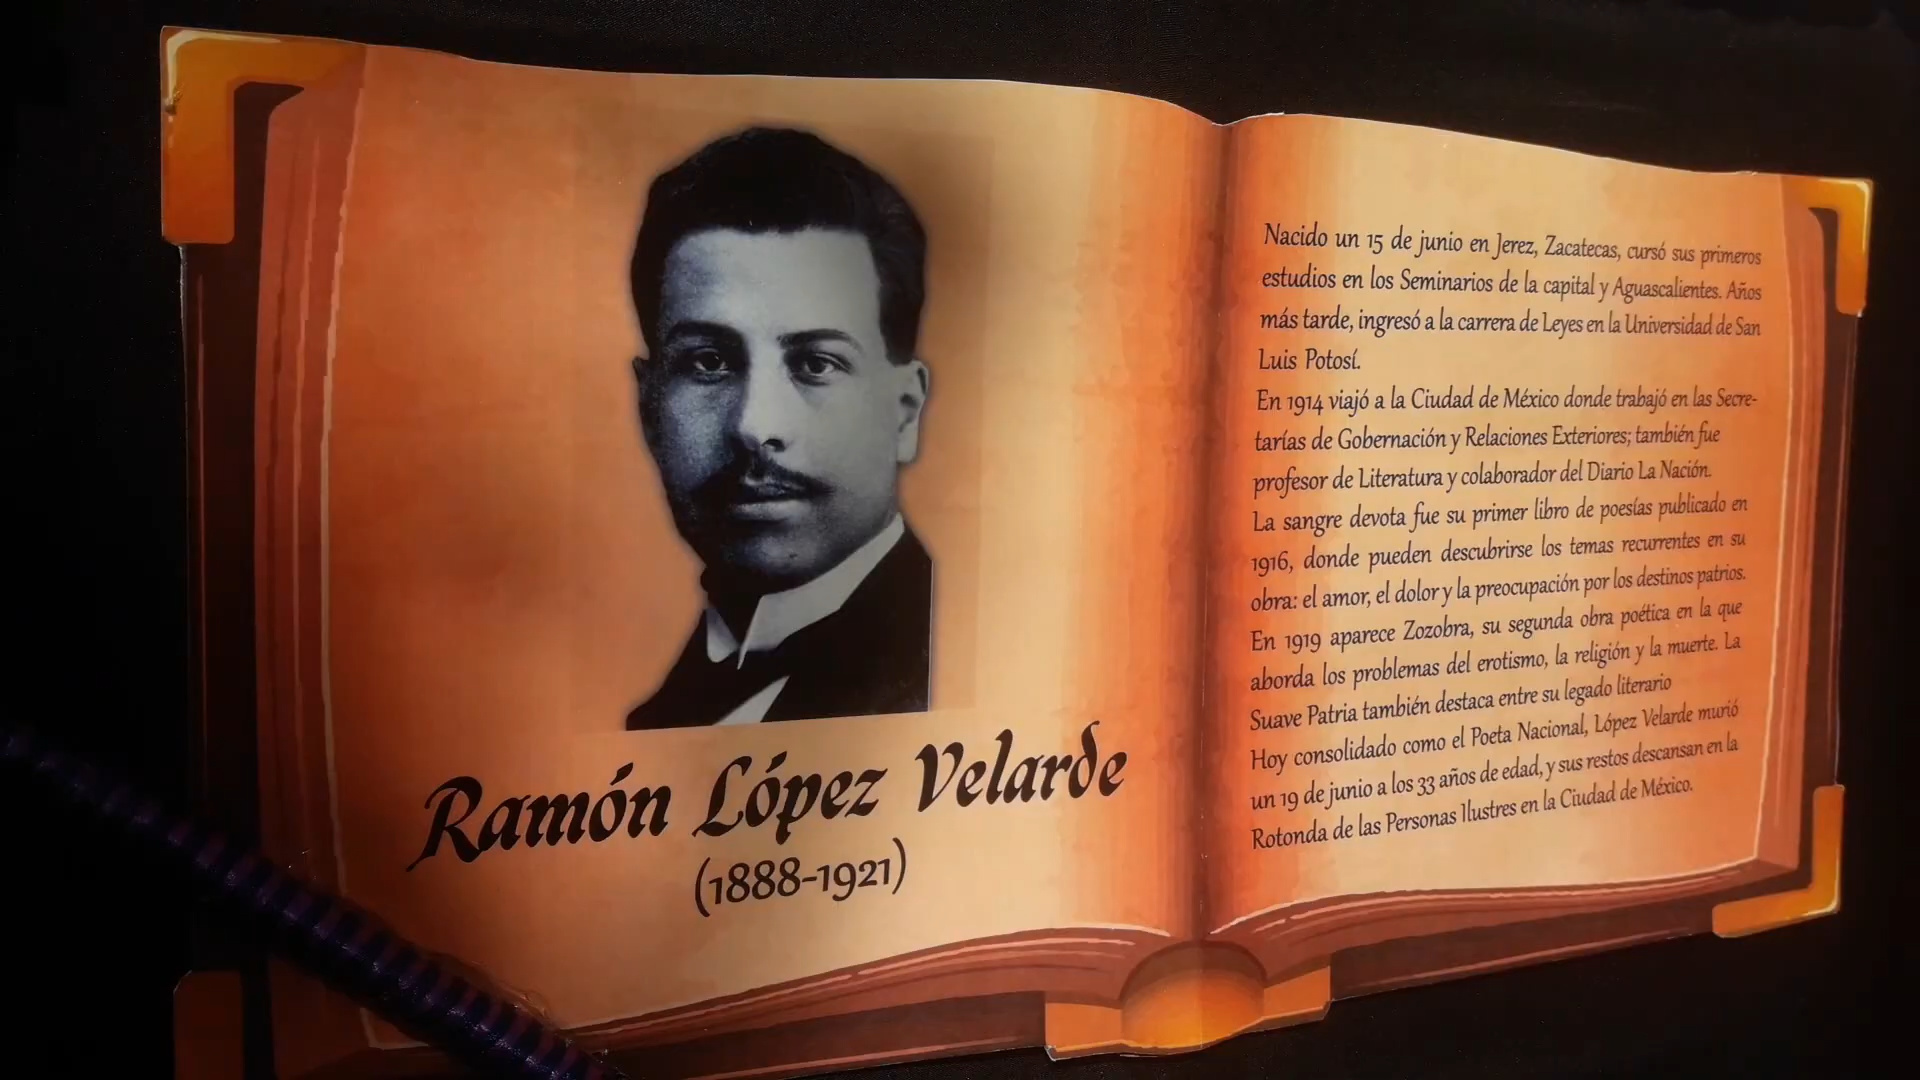 Ramón López Velarde
(1888-1921)
Nacido un 15 de junio en Jerez, Zacatecas, cursó sus primeros
estudios en los Seminarios de la capital y Aguascalientes. Años
más tarde, ingresó a la carrera de Leyes en la Universidad de San
Luis Potosí.
En 1914 viajó a la Ciudad de México donde trabajó en las Secre-
tarías de Gobernación y Relaciones Exteriores; también fue
profesor de Literatura y colaborador del Diario La Nación.
La sangre devota fue su primer libro de poesías publicado en
1916, donde pueden descubrirse los temas recurrentes en su
obra: el amor, el dolor y la preocupación por los destinos patrios.
En 1919 aparece Zozobra, su segunda obra poética en la que
aborda los problemas del erotismo, la religión y la muerte. La
Suave Patria también destaca entre su legado literario
Hoy consolidado como el Poeta Nacional, López Velarde murió
un 19 de junio a los 33 años de edad, y sus restos descansan en la
Rotonda de las Personas Ilustres en la Ciudad de México.